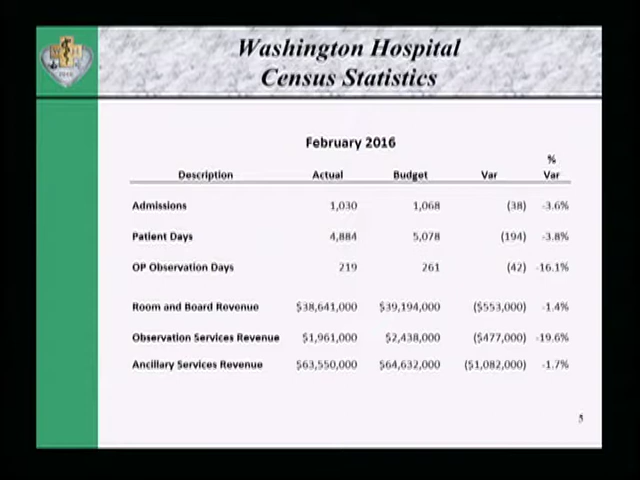 Washington Hospital
Census Statistics
February 2016
Description Actual Budget Var % Var
Admissions 1,030 1,068 (38) -3.6%
Patient Days 4,884 5,078 (194) -3.8%
OP Observation Days 219 261 (42) -16.1%
Room and Board Revenue $38,641,000 $39,194,000 ($553,000) -1.4%
Observation Services Revenue $1,961,000 $2,438,000 ($477,000) -19.6%
Ancillary Services Revenue $63,550,000 $64,632,000 ($1,082,000) -1.7%
5